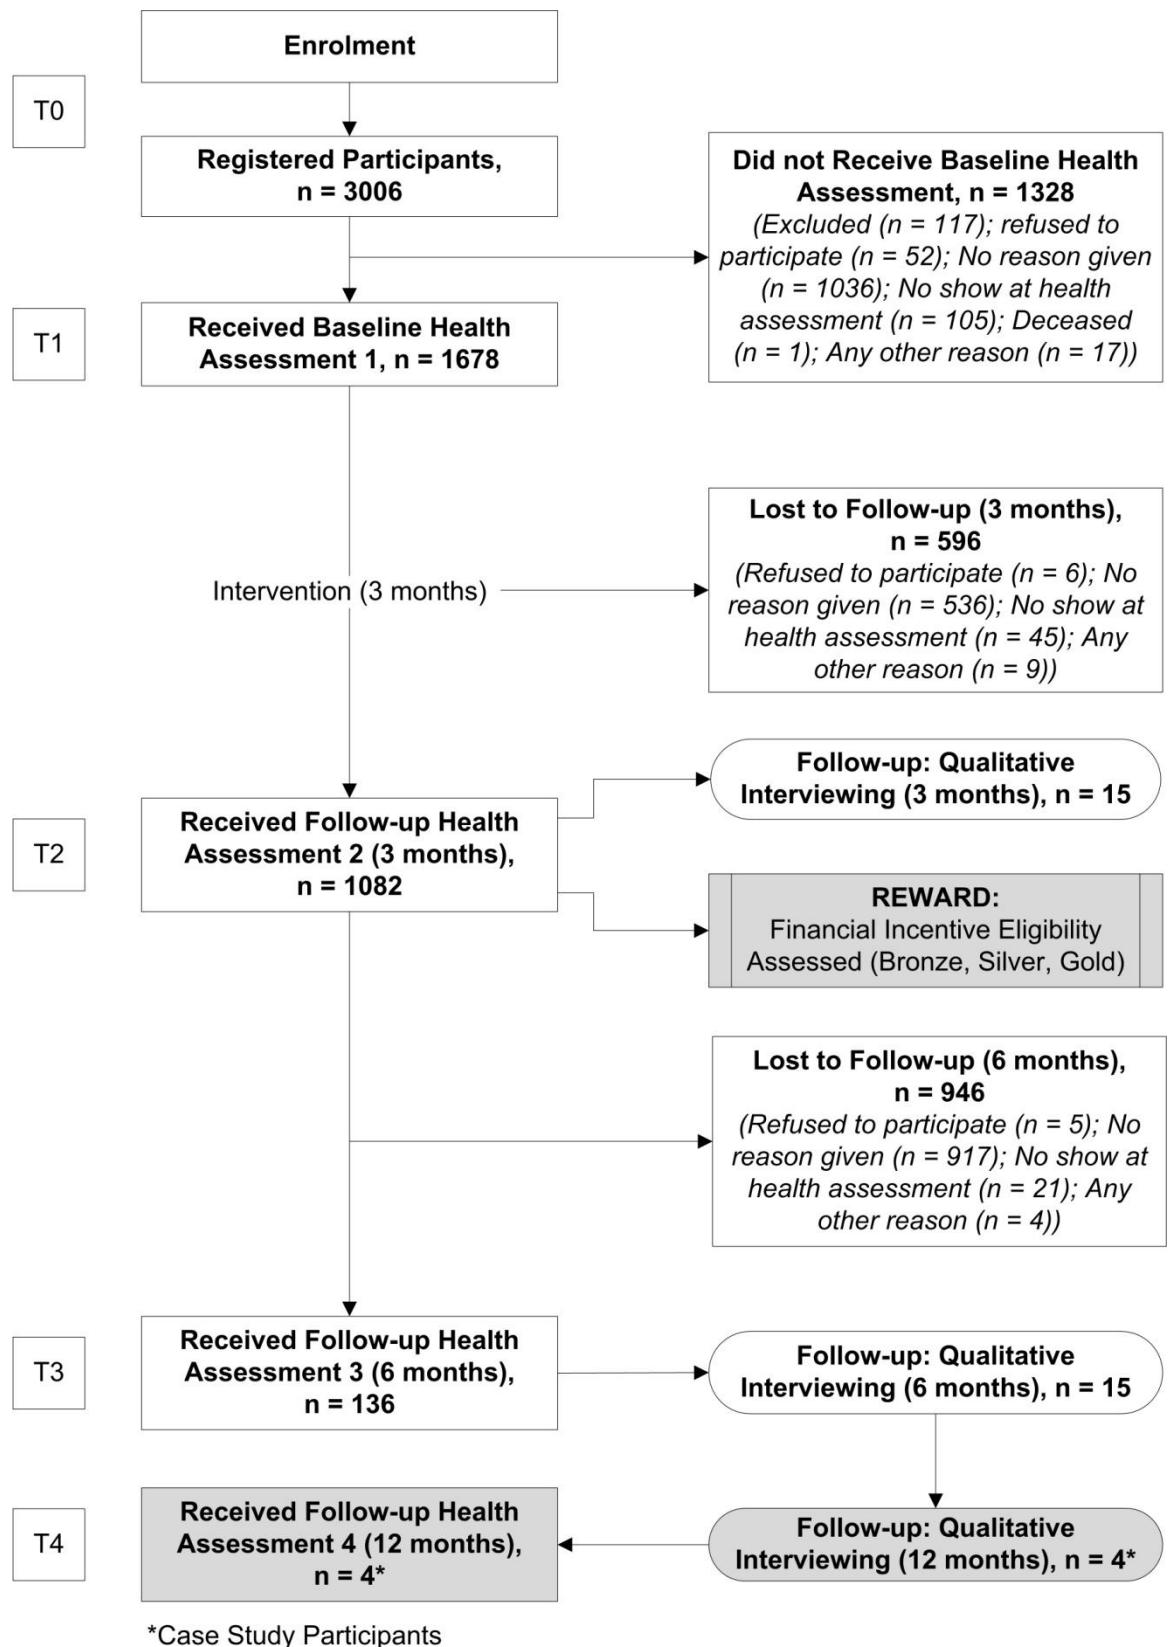 Enrolment
T0
Registered Participants,
n = 3006
Did not Receive Baseline Health
Assessment, n = 1328
(Excluded (n = 117); refused to
participate (n = 52); No reason given
(n = 1036); No show at health
assessment (n = 105); Deceased
(n = 1); Any other reason (n = 17))
T1
Received Baseline Health
Assessment 1, n = 1678
Lost to Follow-up (3 months),
n = 596
(Refused to participate (n = 6); No
reason given (n = 536); No show at
health assessment (n = 45); Any
other reason (n = 9))
Intervention (3 months)
Follow-up: Qualitative
Interviewing (3 months), n = 15
T2
Received Follow-up Health
Assessment 2 (3 months),
n = 1082
REWARD:
Financial Incentive Eligibility
Assessed (Bronze, Silver, Gold)
Lost to Follow-up (6 months),
n = 946
(Refused to participate (n = 5); No
reason given (n = 917); No show at
health assessment (n = 21); Any
other reason (n = 4))
T3
Received Follow-up Health
Assessment 3 (6 months),
n = 136
Follow-up: Qualitative
Interviewing (6 months), n = 15
T4
Received Follow-up Health
Assessment 4 (12 months),
n = 4*
Follow-up: Qualitative
Interviewing (12 months), n = 4*
*Case Study Participants